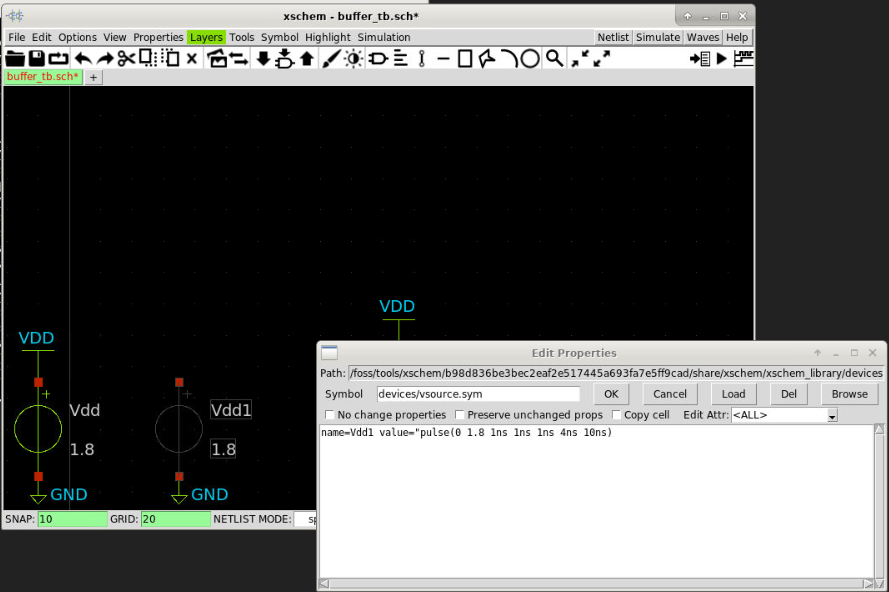 xschem - buffer_tb.sch*
File Edit Options View Properties Layers Tools Symbol Highlight Simulation Netlist Simulate Waves Help
buffer_tb.sch* +
VDD
VDD
Vdd
1.8
GND
Vdd1
1.8
GND
SNAP: 10 GRID: 20 NETLIST MODE: sp
Edit Properties
Path: /foss/tools/xschem/b98d836be3bec2eaf2e517445a693fa7e5ff9cad/share/xschem/xschem_library/devices
Symbol devices/vsource.sym OK Cancel Load Del Browse
No change properties Preserve unchanged props Copy cell Edit Attr: <ALL>
name=Vdd1 value="pulse(0 1.8 1ns 1ns 1ns 4ns 10ns)